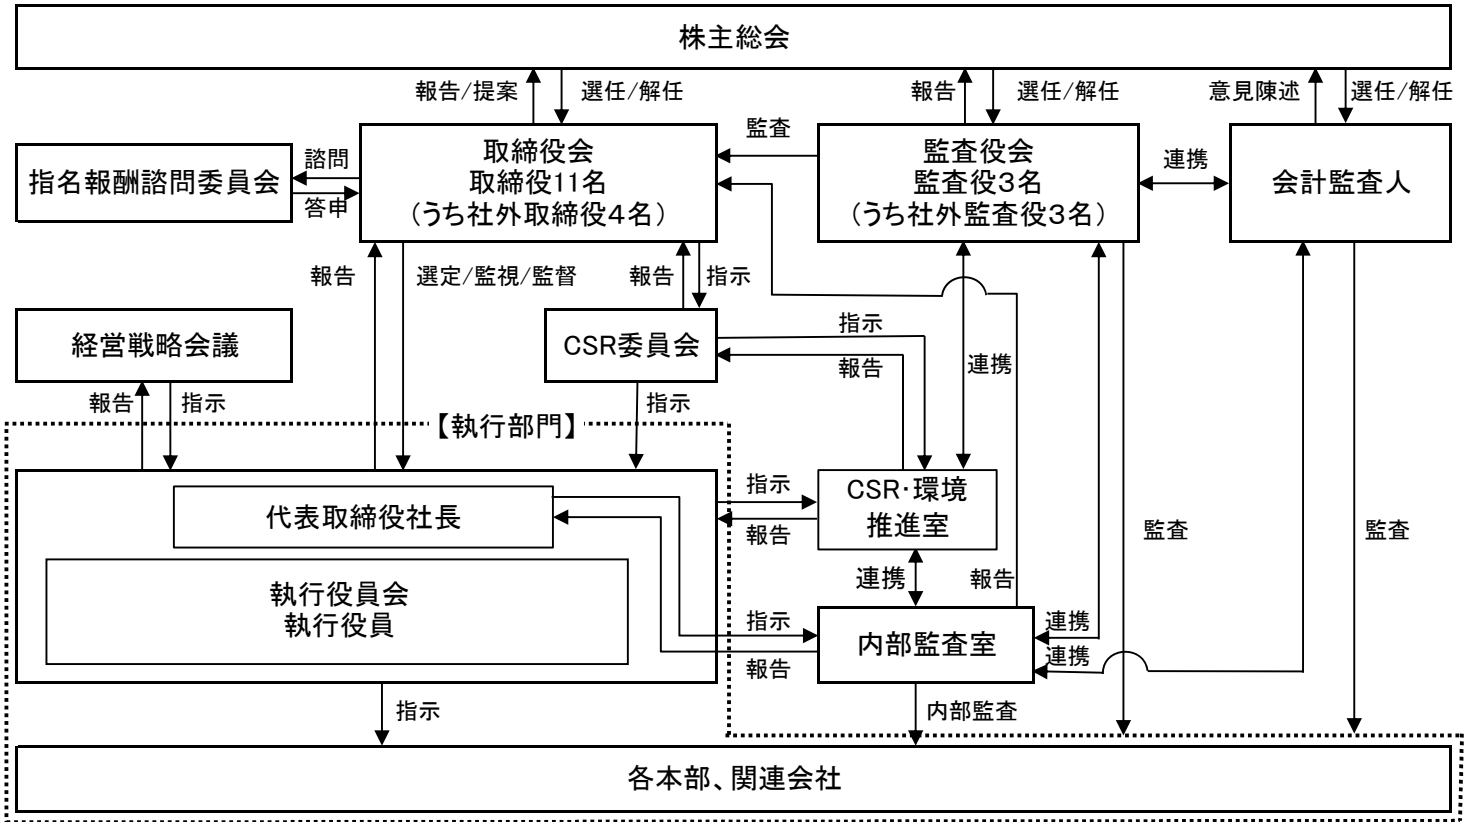 株主総会
報告/提案
選任/解任
報告
選任/解任
意見陳述
選任/解任
指名報酬諮問委員会
諮問
答申
取締役会
取締役11名
(うち社外取締役4名)
監査
監査役会
監査役3名
(うち社外監査役3名)
連携
会計監査人
報告
選定/監視/監督
報告
指示
経営戦略会議
CSR委員会
指示
報告
連携
報告
指示
指示
【執行部門】
代表取締役社長
執行役員会
執行役員
指示
報告
CSR・環境
推進室
監査
監査
連携
報告
指示
報告
内部監査室
連携
連携
指示
内部監査
各本部、関連会社